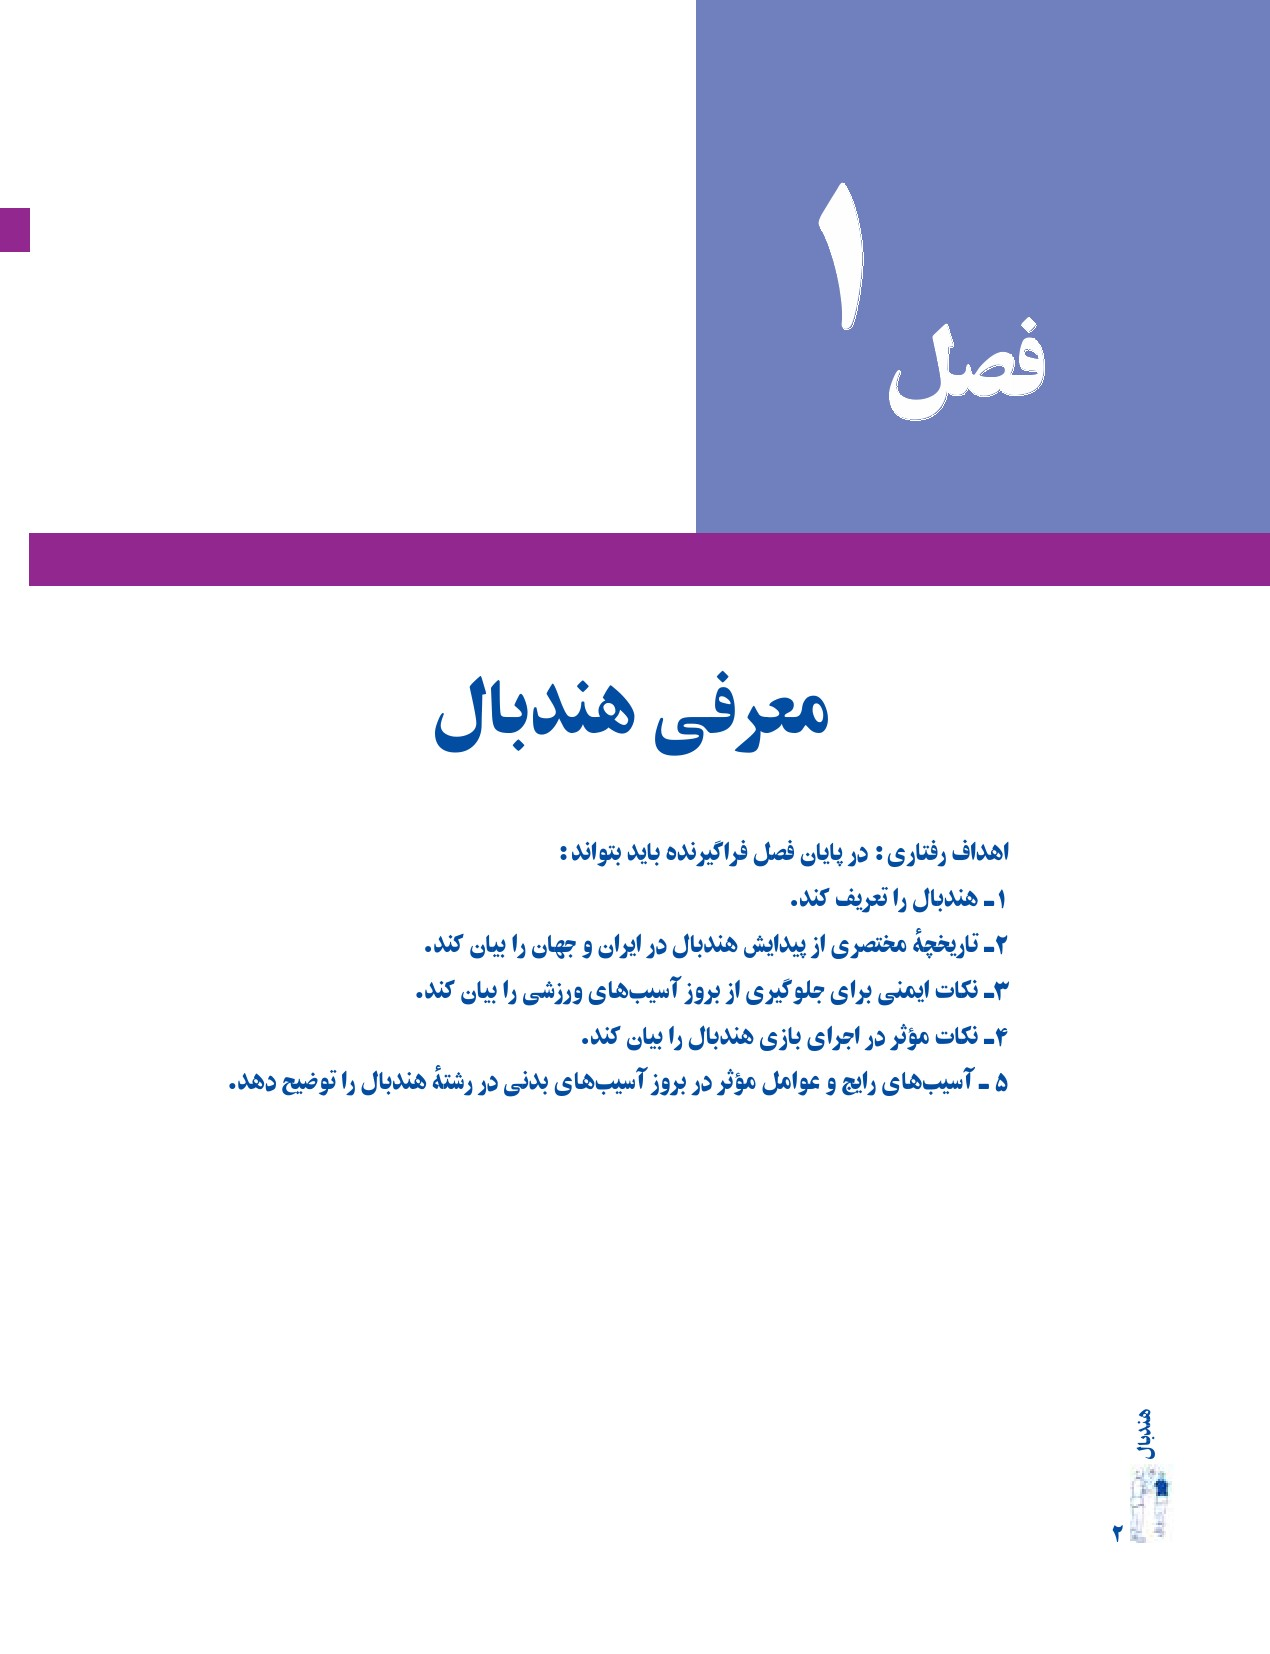 فصل ۱
معرفی هندبال
اهداف رفتاری : در پایان فصل فراگیرنده باید بتواند :
۱ـ هندبال را تعریف کند.
۲ـ تاریخچهٔ مختصری از پیدایش هندبال در ایران و جهان را بیان کند.
۳ـ نکات ایمنی برای جلوگیری از بروز آسیب‌های ورزشی را بیان کند.
۴ـ نکات مؤثر در اجرای بازی هندبال را بیان کند.
۵ ـ آسیب‌های رایج و عوامل مؤثر در بروز آسیب‌های بدنی در رشتهٔ هندبال را توضیح دهد.
هندبال
۲